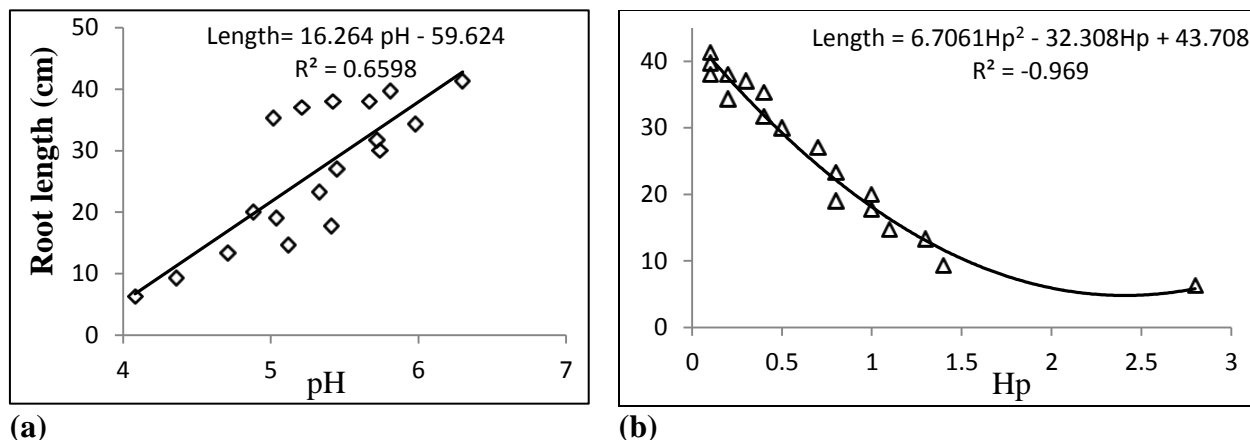 Length= 16.264 pH - 59.624
R² = 0.6598
50
40
30
20
10
0
Root length (cm)
4
5
6
7
pH
(a)
Length = 6.7061Hp² - 32.308Hp + 43.708
R² = -0.969
40
30
20
10
0
0
0.5
1
1.5
2
2.5
3
Hp
(b)